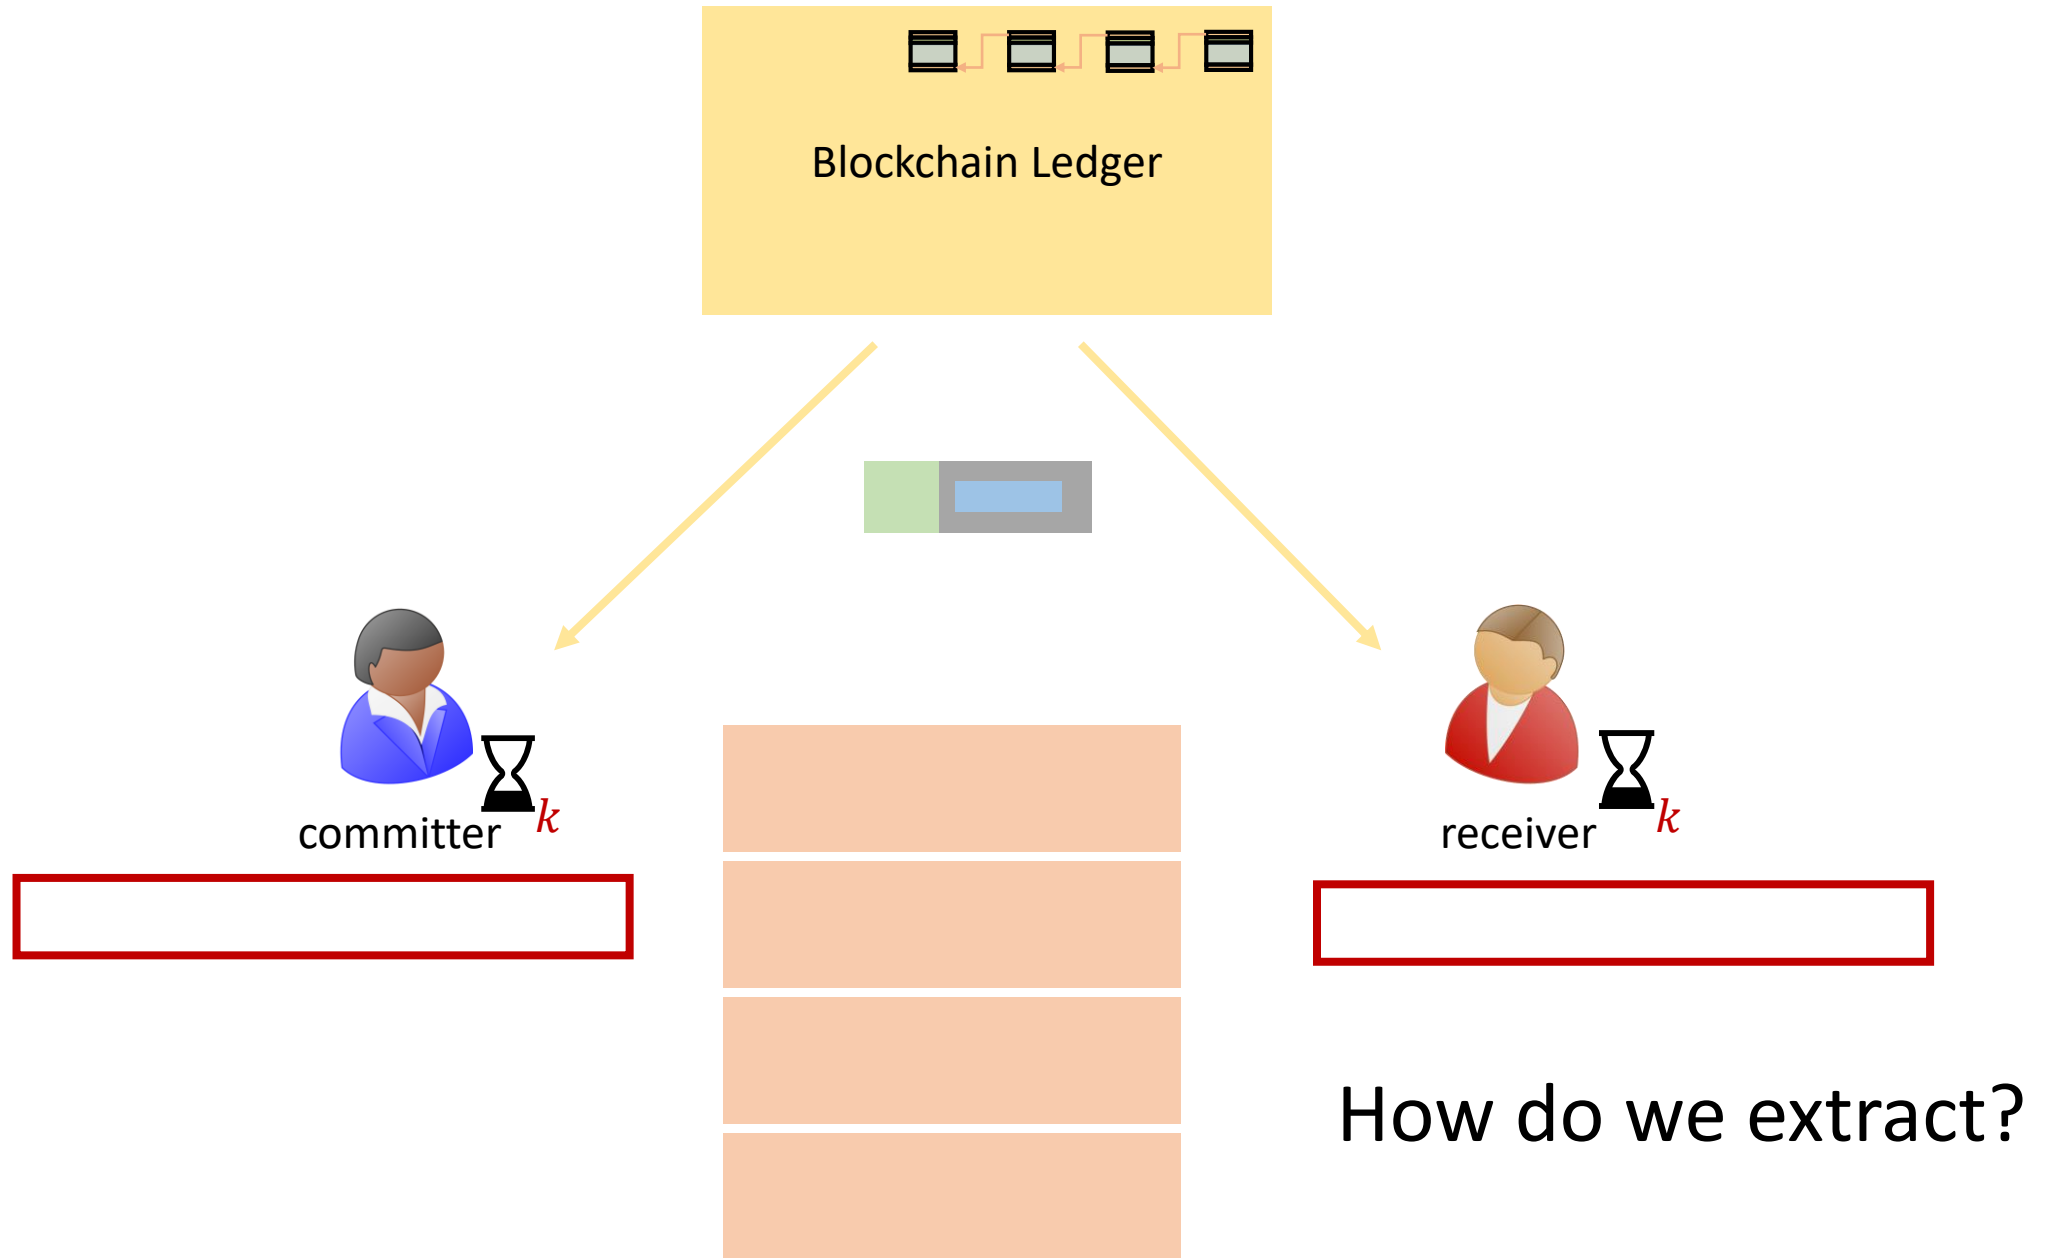 Blockchain Ledger
committer
k
receiver
k
How do we extract?